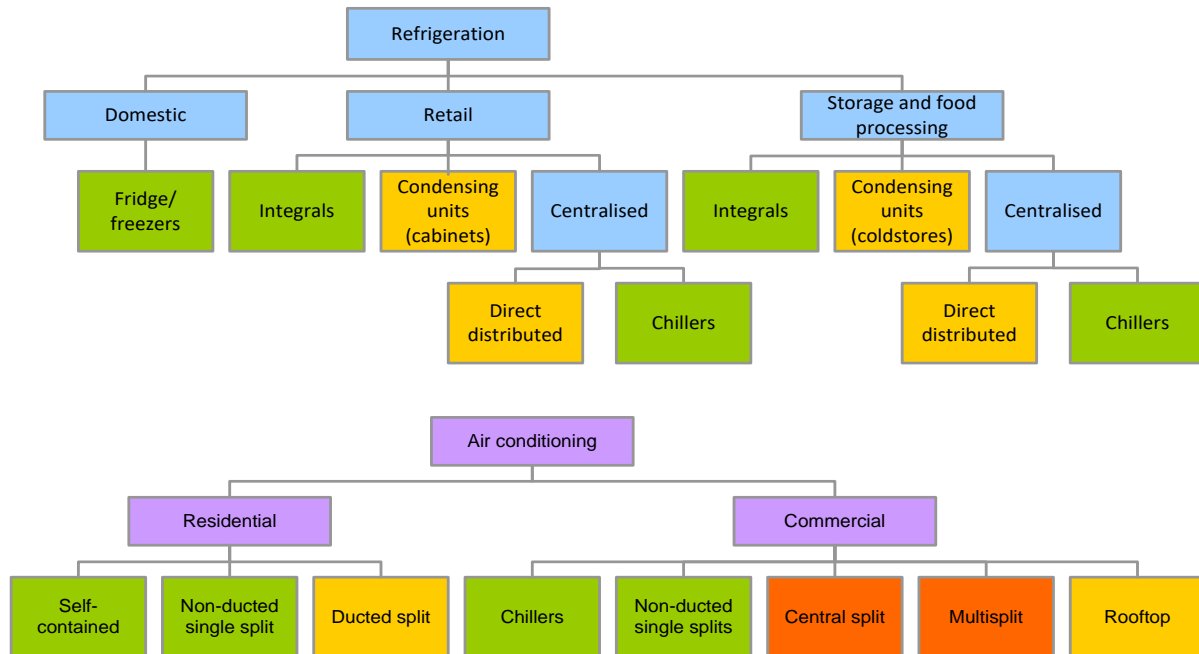 Refrigeration
Domestic
Retail
Storage and food
processing
Fridge/
freezers
Integrals
Condensing
units
(cabinets)
Centralised
Integrals
Condensing
units
(coldstores)
Centralised
Direct
distributed
Chillers
Direct
distributed
Chillers
Air conditioning
Residential
Commercial
Self-
contained
Non-ducted
single split
Ducted split
Chillers
Non-ducted
single splits
Central split
Multisplit
Rooftop